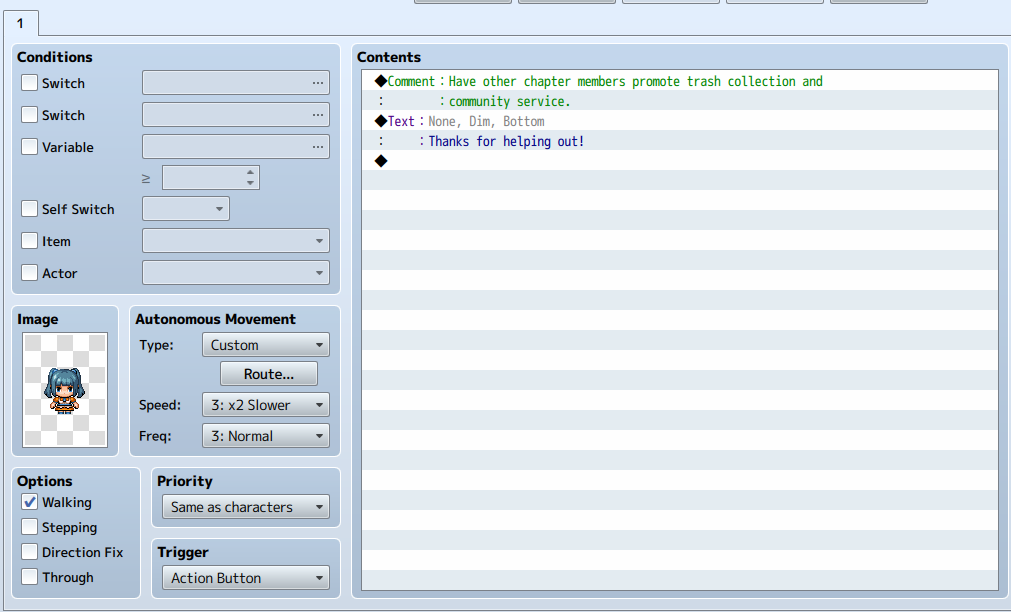 1
Conditions
Switch ...
Switch ...
Variable ...
≥
Self Switch
Item
Actor
Image
Autonomous Movement
Type: Custom
Route...
Speed: 3: x2 Slower
Freq: 3: Normal
Options
Walking
Stepping
Direction Fix
Through
Priority
Same as characters
Trigger
Action Button
Contents
◆Comment：Have other chapter members promote trash collection and
：　　　：community service.
◆Text：None, Dim, Bottom
：　　：Thanks for helping out!
◆